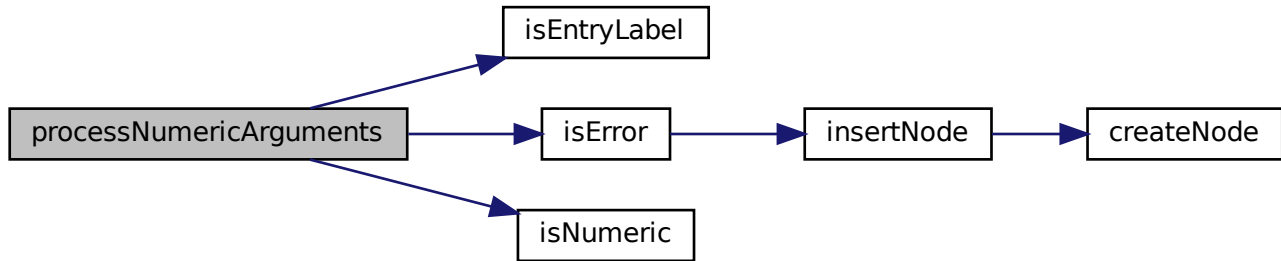 isEntryLabel
processNumericArguments
isError
insertNode
createNode
isNumeric